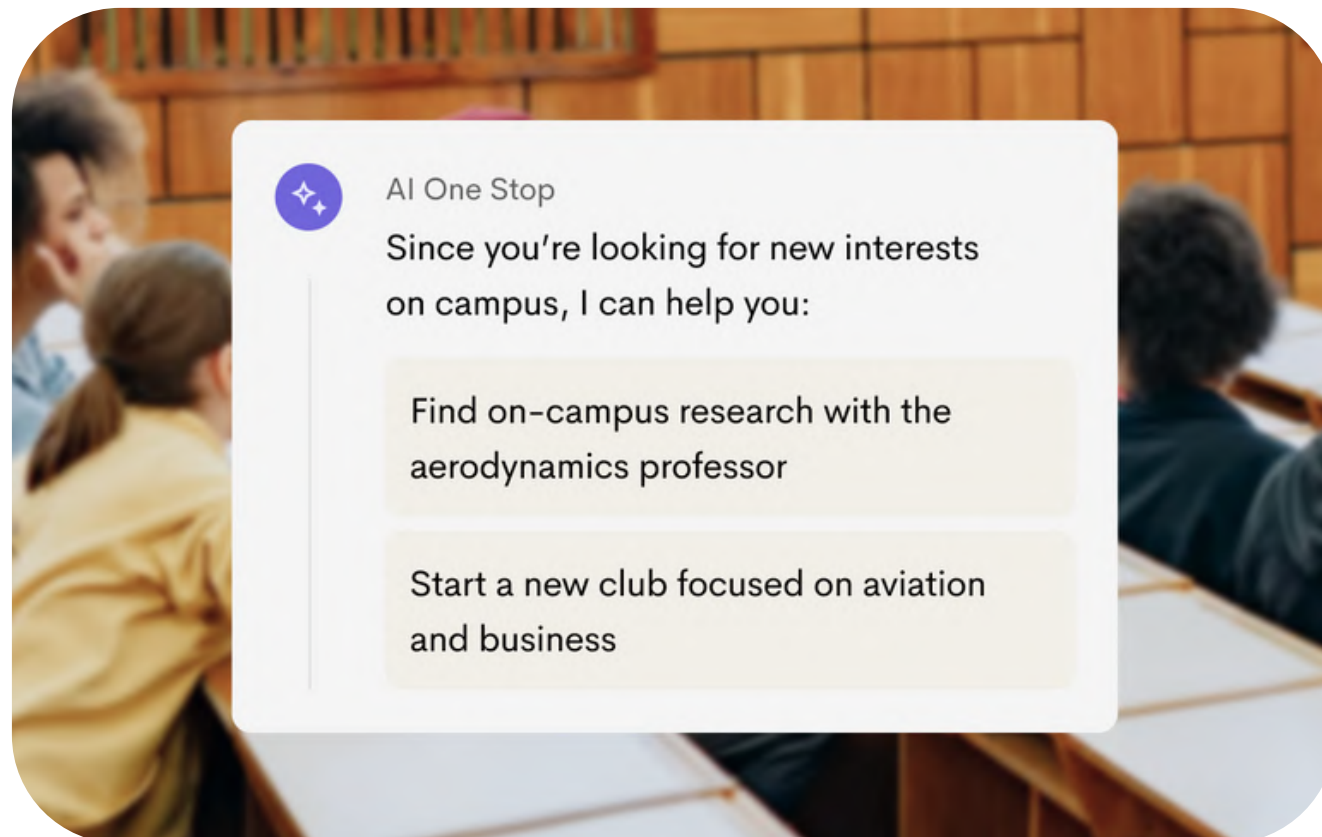 AI One Stop
Since you’re looking for new interests
on campus, I can help you:
Find on-campus research with the
aerodynamics professor
Start a new club focused on aviation
and business